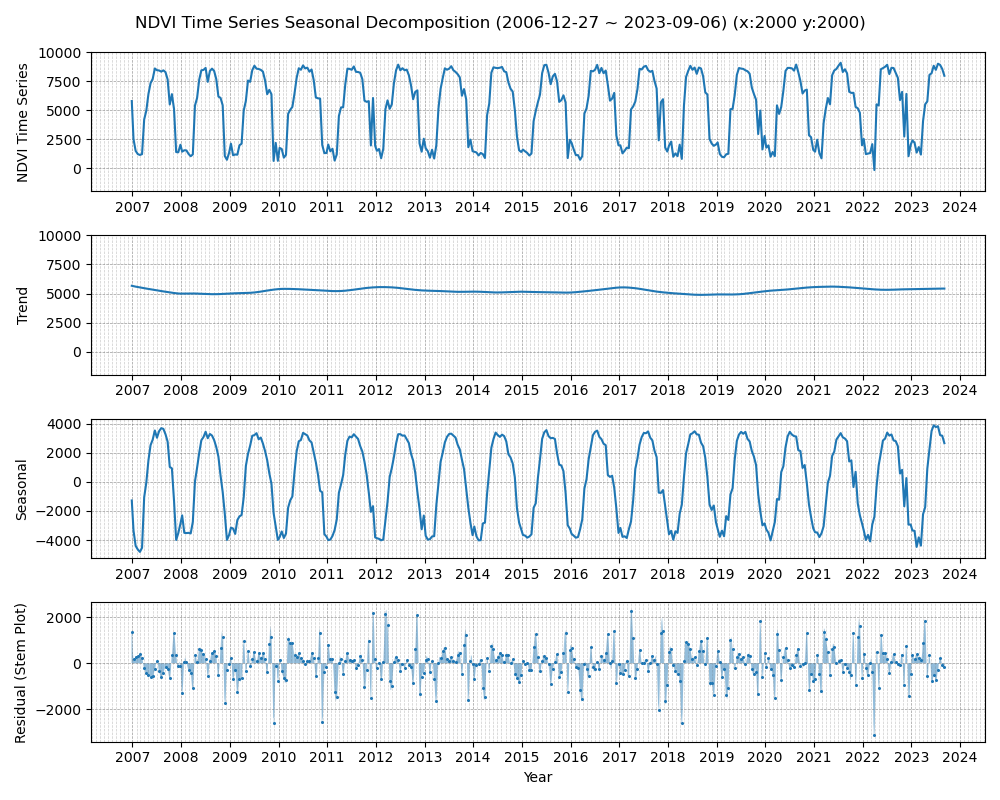 NDVI Time Series Seasonal Decomposition (2006-12-27 ~ 2023-09-06) (x:2000 y:2000)
NDVI Time Series
10000
7500
5000
2500
0
2007 2008 2009 2010 2011 2012 2013 2014 2015 2016 2017 2018 2019 2020 2021 2022 2023 2024
Trend
10000
7500
5000
2500
0
2007 2008 2009 2010 2011 2012 2013 2014 2015 2016 2017 2018 2019 2020 2021 2022 2023 2024
Seasonal
4000
2000
0
−2000
−4000
2007 2008 2009 2010 2011 2012 2013 2014 2015 2016 2017 2018 2019 2020 2021 2022 2023 2024
Residual (Stem Plot)
2000
0
−2000
2007 2008 2009 2010 2011 2012 2013 2014 2015 2016 2017 2018 2019 2020 2021 2022 2023 2024
Year